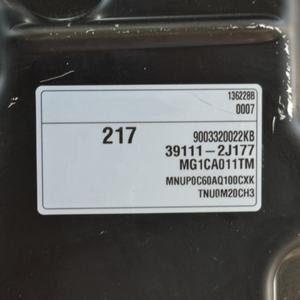 136228B
0007
217
9003320022KB
39111-2J177
MG1CA011TM
MNUP0C60AQ100CXK
TNU0M20CH3